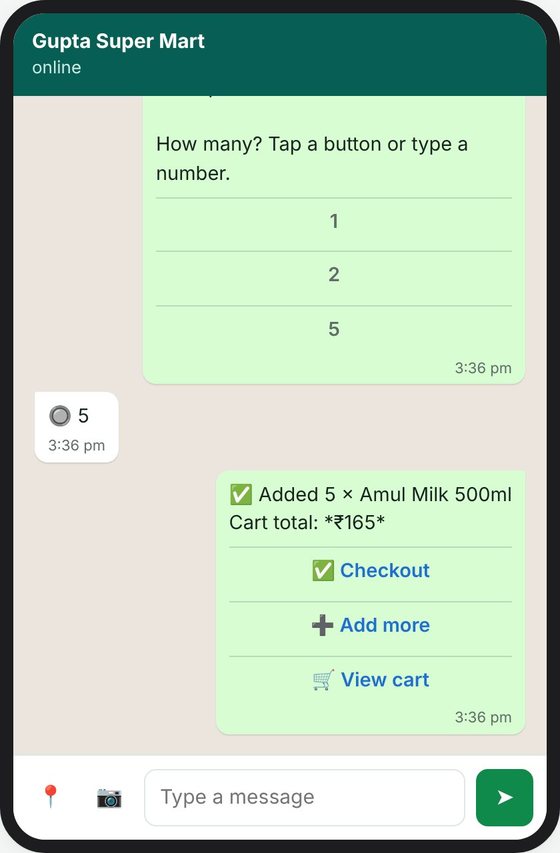 Gupta Super Mart
online
How many? Tap a button or type a
number.
1
2
5
3:36 pm
🔘 5
3:36 pm
✅ Added 5 × Amul Milk 500ml
Cart total: *₹165*
✅ Checkout
➕ Add more
🛒 View cart
3:36 pm
Type a message